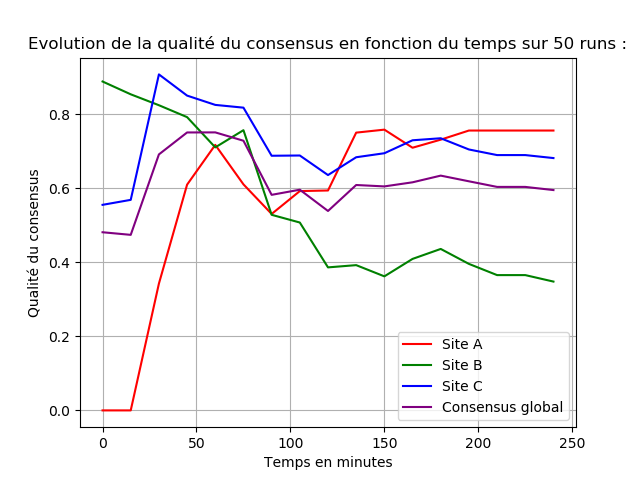 Evolution de la qualité du consensus en fonction du temps sur 50 runs :
Qualité du consensus
0.8
0.6
0.4
0.2
0.0
0 50 100 150 200 250
Temps en minutes
Site A
Site B
Site C
Consensus global